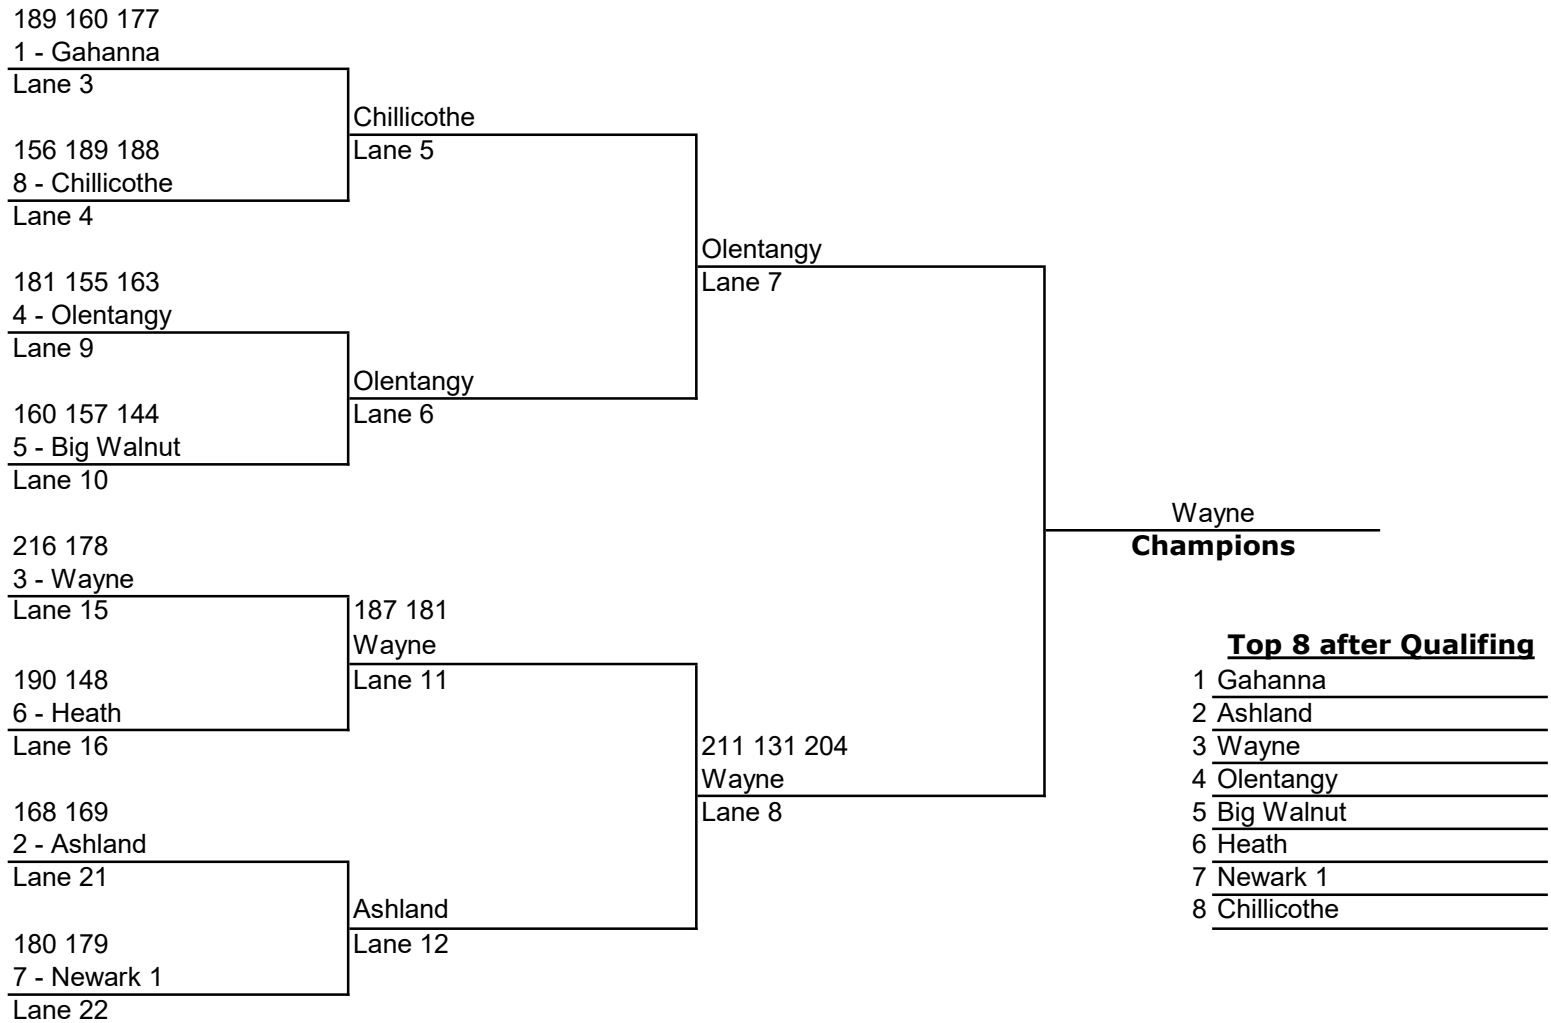 189 160 177
1 - Gahanna
Lane 3
Chillicothe
Lane 5
156 189 188
8 - Chillicothe
Lane 4
Olentangy
Lane 7
181 155 163
4 - Olentangy
Lane 9
Olentangy
Lane 6
160 157 144
5 - Big Walnut
Lane 10
Wayne
Champions
216 178
3 - Wayne
Lane 15
187 181
Wayne
Lane 11
190 148
6 - Heath
Lane 16
211 131 204
Wayne
Lane 8
168 169
2 - Ashland
Lane 21
Ashland
Lane 12
180 179
7 - Newark 1
Lane 22
Top 8 after Qualifing
1 Gahanna
2 Ashland
3 Wayne
4 Olentangy
5 Big Walnut
6 Heath
7 Newark 1
8 Chillicothe